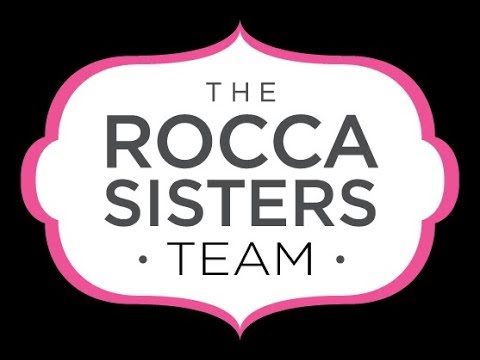 THE
ROCCA
SISTERS
· TEAM ·